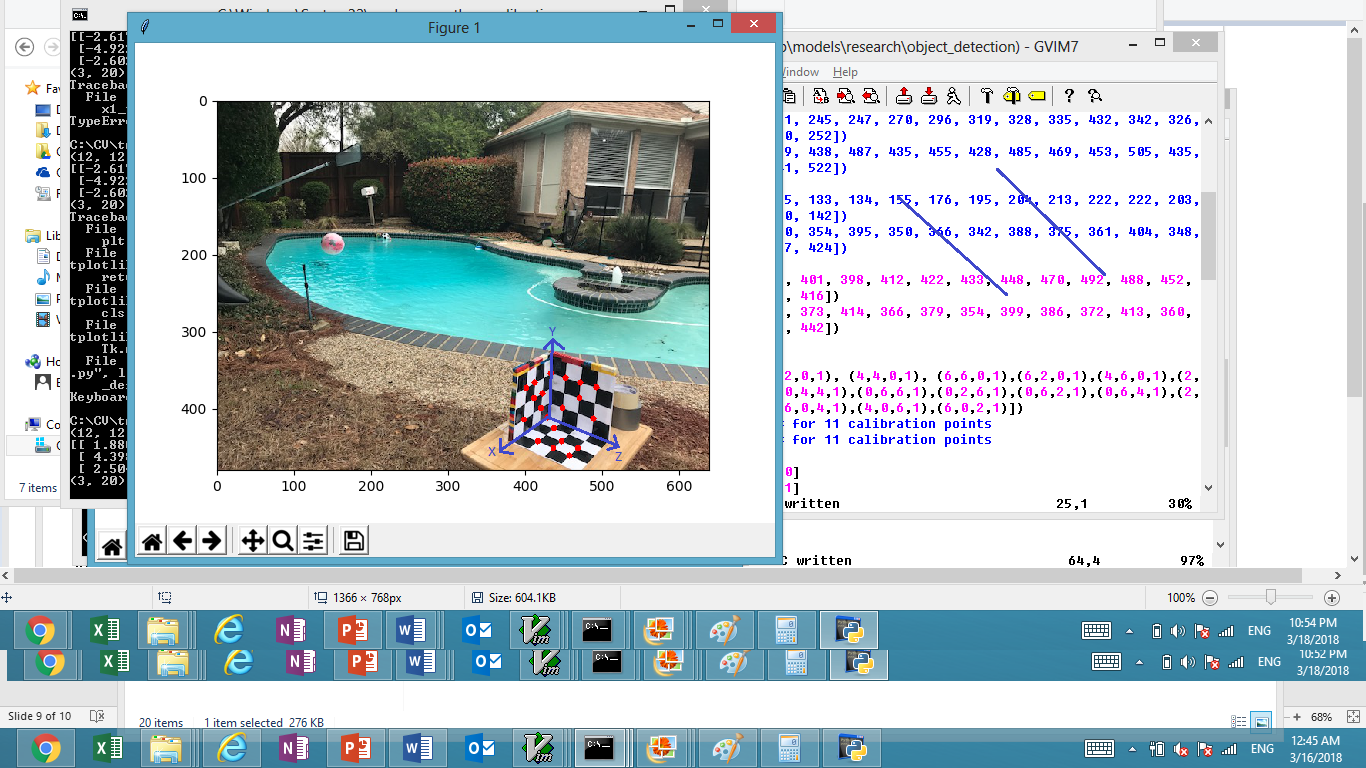 Figure 1
p\models\research\object_detection) - GVIM7
indow Help
[[-2.61
-4.92
[-2.60
(3, 20)
Traceba
File
xl_
TypeErr
C:\CV\t
(12, 12
[[-2.61
-4.92
[-2.60
(3, 20)
Traceba
File
plt
tplotli
retu
File
tplotli
cls
File
tplotli
Tk.
File
.py", l
_des
Keyboar
C:\CV\t
(12, 12
[[ 1.88
[ 4.39
[ 2.50
(3, 20)
Fav
Lib
Ho
Co
7 items
0
100
200
300
400
0 100 200 300 400 500 600
Y
X
Z
1, 245, 247, 270, 296, 319, 328, 335, 432, 342, 326,
0, 252])
9, 438, 487, 435, 455, 428, 485, 469, 453, 505, 435,
1, 522])
5, 133, 134, 155, 176, 195, 204, 213, 222, 222, 203,
0, 142])
0, 354, 395, 350, 366, 342, 388, 375, 361, 404, 348,
7, 424])
, 401, 398, 412, 422, 433, 448, 470, 492, 488, 452,
, 416])
, 373, 414, 366, 379, 354, 399, 386, 372, 413, 360,
, 442])
2,0,1), (4,4,0,1), (6,6,0,1),(6,2,0,1),(4,6,0,1),(2,
0,4,4,1),(0,6,6,1),(0,2,6,1),(0,6,2,1),(0,6,4,1),(2,
6,0,4,1),(4,0,6,1),(6,0,2,1)])
for 11 calibration points
for 11 calibration points
0]
1]
written 25,1 30%
C written 64,4 97%
1366 × 768px Size: 604.1KB 100%
ENG 10:54 PM
3/18/2018
ENG 10:52 PM
3/18/2018
Slide 9 of 10 20 items 1 item selected 276 KB 68%
ENG 12:45 AM
3/16/2018